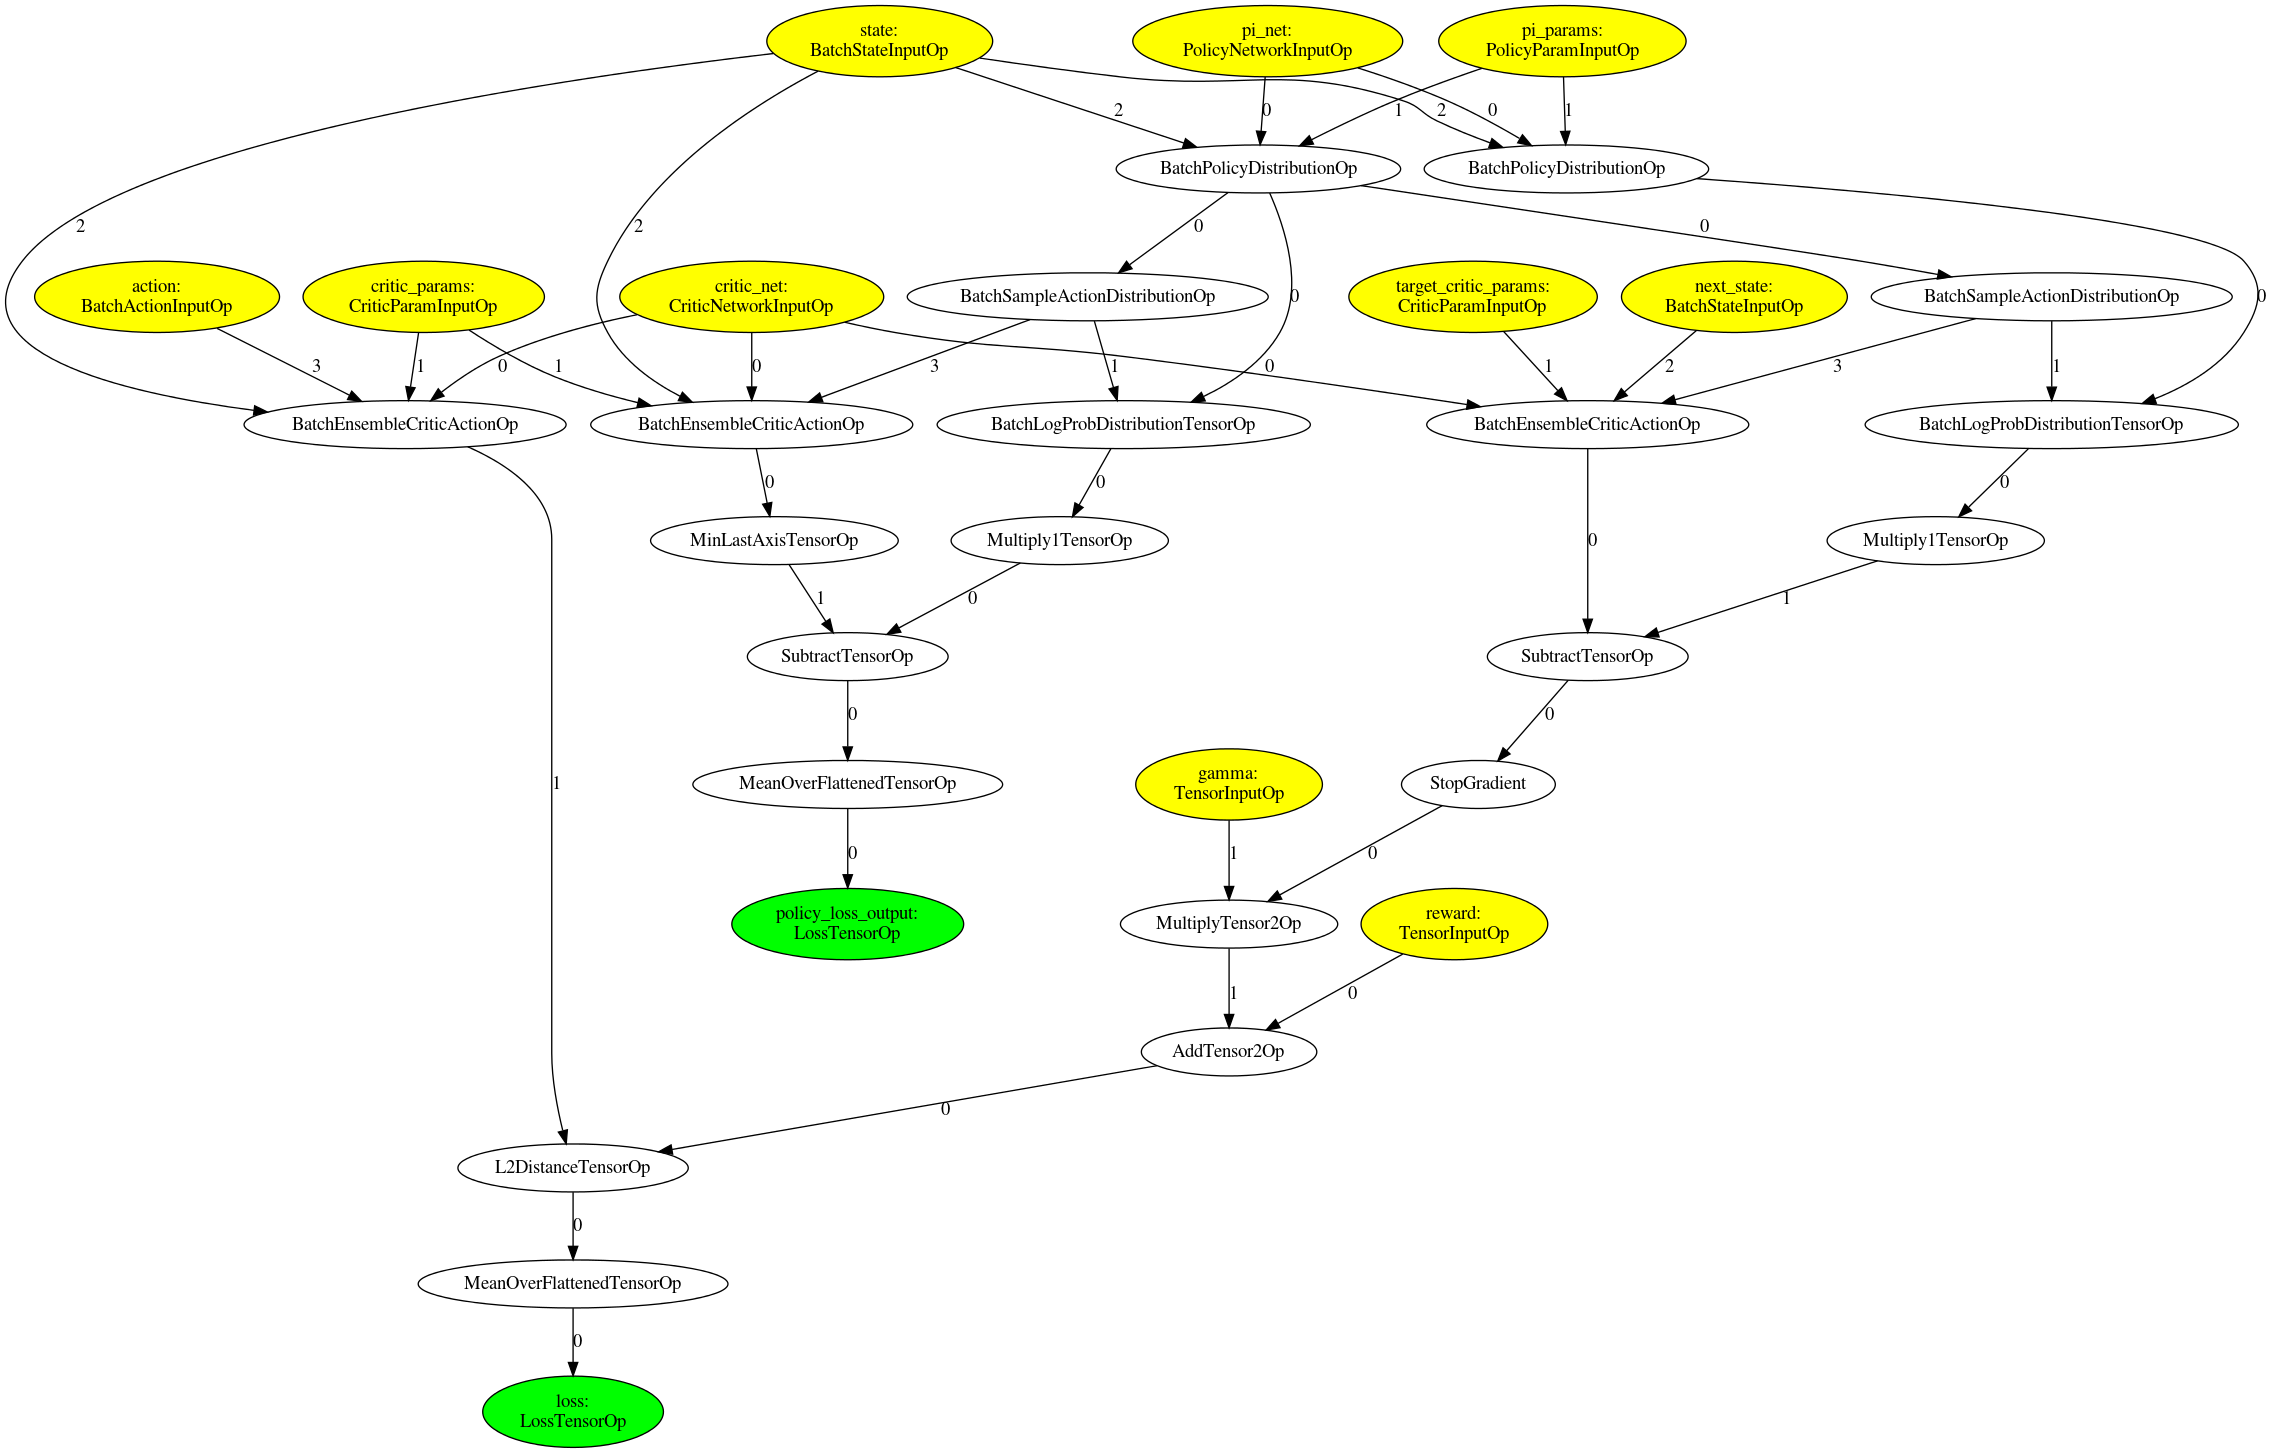 state:
BatchStateInputOp
pi_net:
PolicyNetworkInputOp
pi_params:
PolicyParamInputOp
2
0
1
2
0
1
BatchPolicyDistributionOp
BatchPolicyDistributionOp
2
2
0
0
action:
BatchActionInputOp
critic_params:
CriticParamInputOp
critic_net:
CriticNetworkInputOp
BatchSampleActionDistributionOp
0
target_critic_params:
CriticParamInputOp
next_state:
BatchStateInputOp
BatchSampleActionDistributionOp
0
3
1
0
1
0
3
1
0
1
2
3
1
BatchEnsembleCriticActionOp
BatchEnsembleCriticActionOp
BatchLogProbDistributionTensorOp
BatchEnsembleCriticActionOp
BatchLogProbDistributionTensorOp
0
0
0
MinLastAxisTensorOp
Multiply1TensorOp
0
Multiply1TensorOp
1
0
1
SubtractTensorOp
SubtractTensorOp
0
0
1
MeanOverFlattenedTensorOp
gamma:
TensorInputOp
StopGradient
0
1
0
policy_loss_output:
LossTensorOp
MultiplyTensor2Op
reward:
TensorInputOp
1
0
AddTensor2Op
0
L2DistanceTensorOp
0
MeanOverFlattenedTensorOp
0
loss:
LossTensorOp